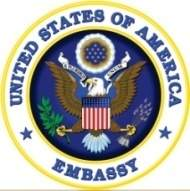 UNITED STATES OF AMERICA
EMBASSY